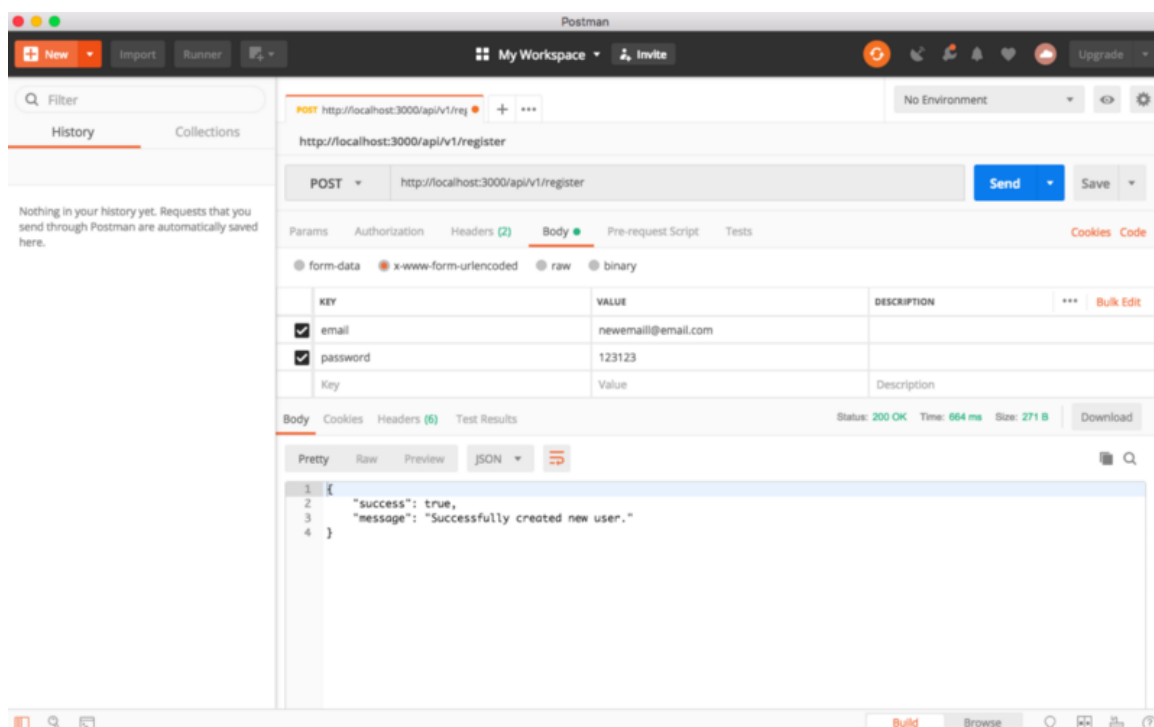 Postman
New Import Runner My Workspace Invite Upgrade
Filter
History Collections
Nothing in your history yet. Requests that you
send through Postman are automatically saved
here.
POST http://localhost:3000/api/v1/reg No Environment
http://localhost:3000/api/v1/register
POST http://localhost:3000/api/v1/register Send Save
Params Authorization Headers (2) Body Pre-request Script Tests Cookies Code
form-data x-www-form-urlencoded raw binary
KEY VALUE DESCRIPTION Bulk Edit
email newemaill@email.com
password 123123
Key Value Description
Body Cookies Headers (6) Test Results Status: 200 OK Time: 664 ms Size: 271 B Download
Pretty Raw Preview JSON
1 {
2 "success": true,
3 "message": "Successfully created new user."
4 }
Build Browse